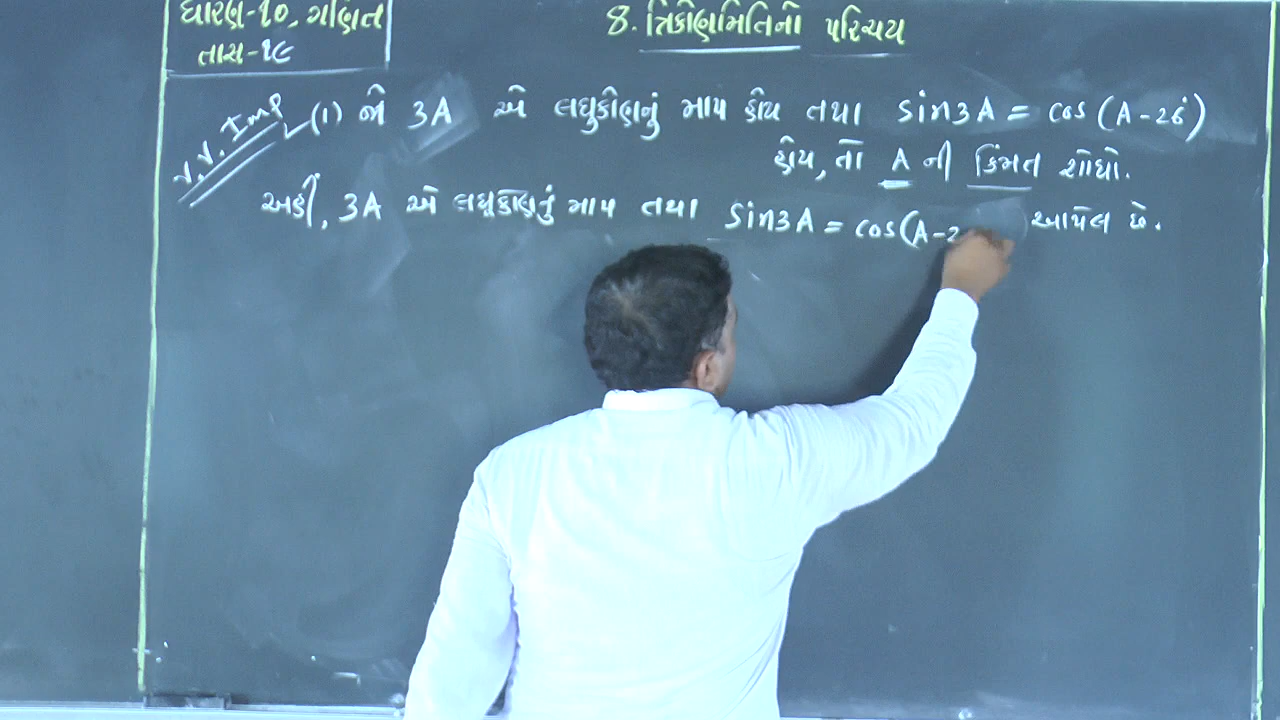 ધોરણ-૧૦, ગણિત
તાસ-૧૯
8. ત્રિકોણમિતિનો પરિચય
V.V. Imp (1) જો 3A એ લઘુકોણનું માપ હોય તથા sin3A = cos (A-26°)
હોય, તો A ની કિંમત શોધો.
અહીં, 3A એ લઘુકોણનું માપ તથા sin3A = cos(A-2 આપેલ છે.